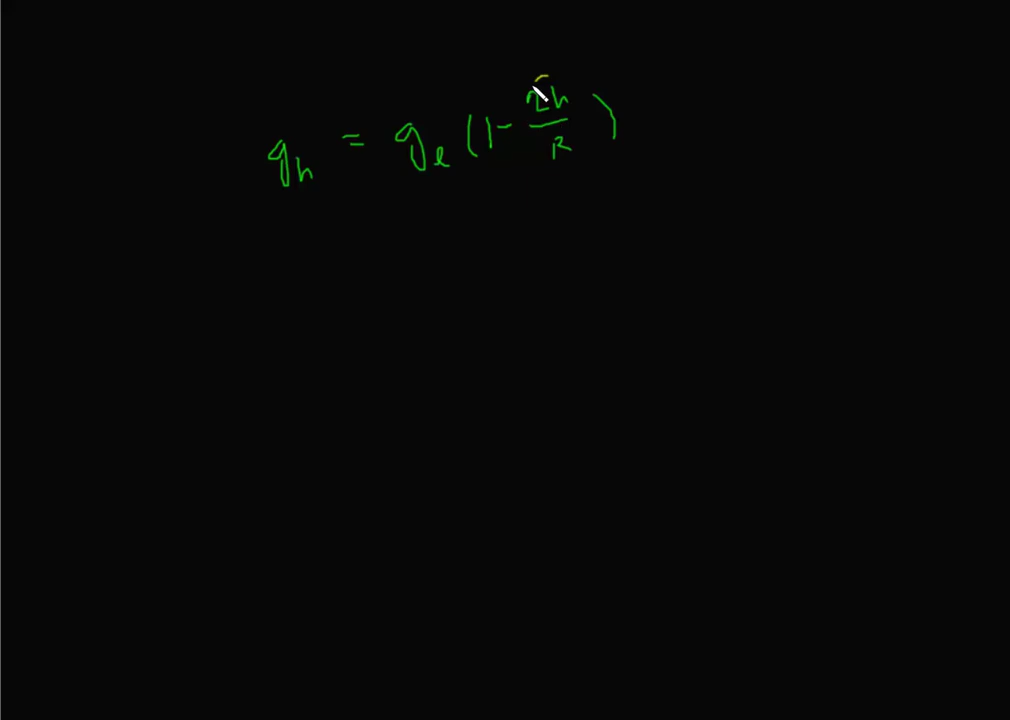 g_h = g_e (1 - 2h/R)